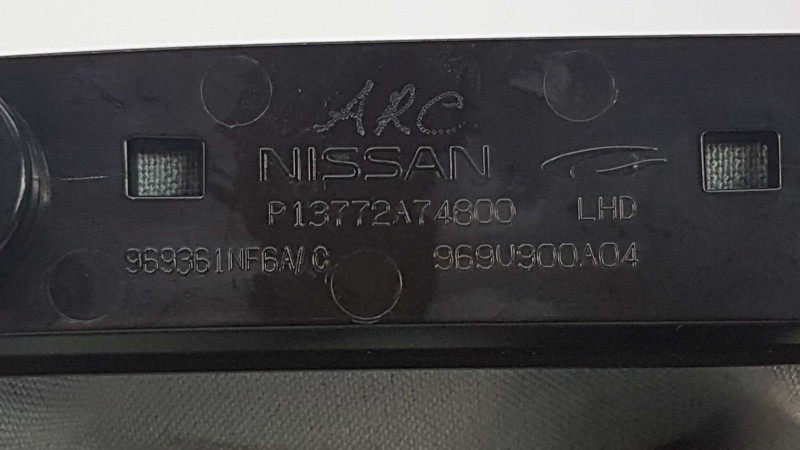 ARC
NISSAN
P13772A74800 LHD
969361NF6A/C 969U900A04